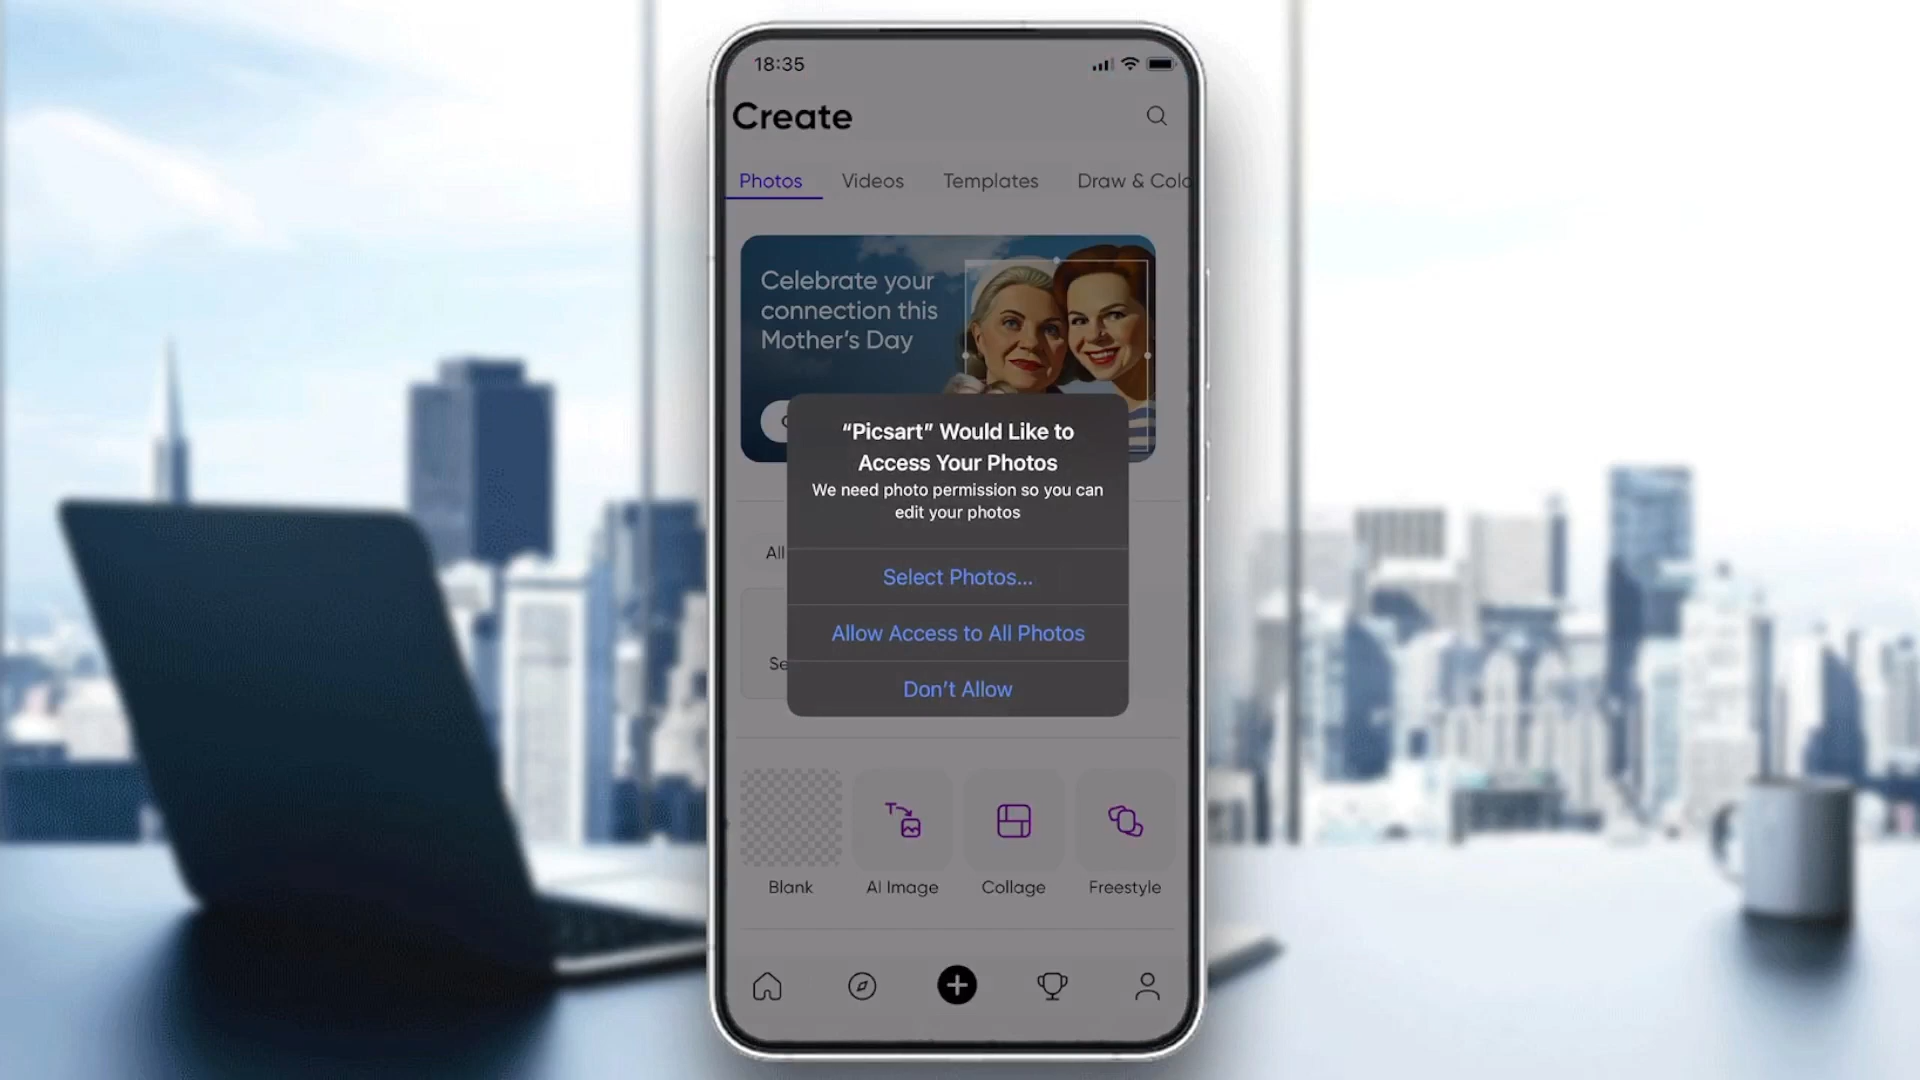 18:35
Create
Photos Videos Templates Draw & Colo
Celebrate your
connection this
Mother's Day
“Picsart” Would Like to
Access Your Photos
We need photo permission so you can
edit your photos
All
Select Photos...
Allow Access to All Photos
Se
Don't Allow
Blank AI Image Collage Freestyle